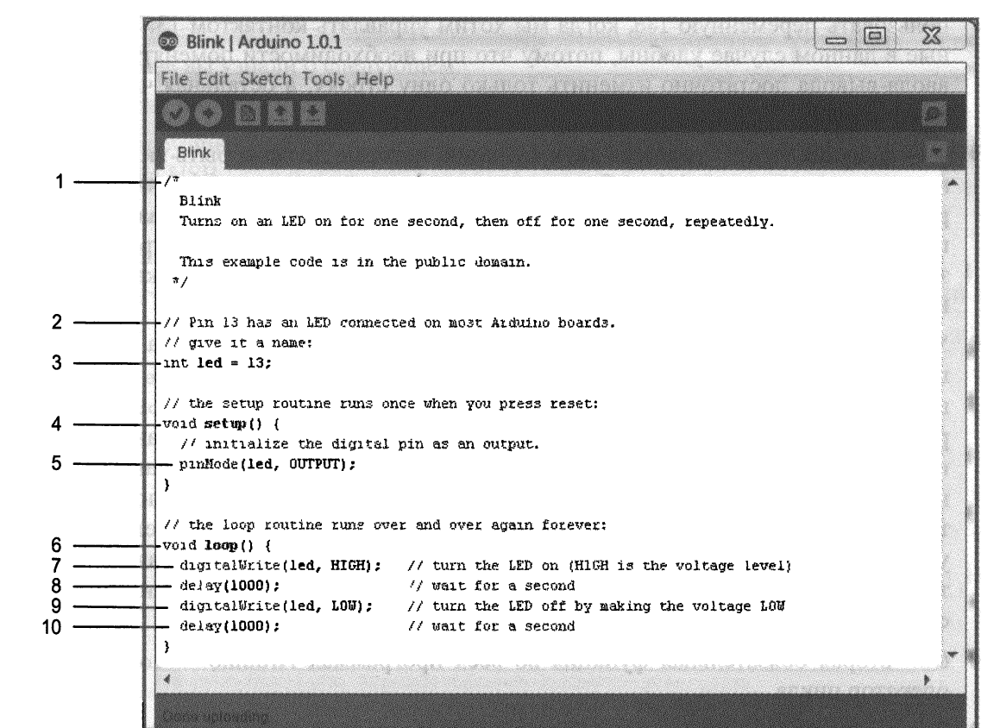 Blink | Arduino 1.0.1
File Edit Sketch Tools Help
Blink
1 /*
Blink
Turns on an LED on for one second, then off for one second, repeatedly.
This example code is in the public domain.
*/
2 // Pin 13 has an LED connected on most Arduino boards.
// give it a name:
3 int led = 13;
// the setup routine runs once when you press reset:
4 void setup() {
// initialize the digital pin as an output.
5 pinMode(led, OUTPUT);
}
// the loop routine runs over and over again forever:
6 void loop() {
7 digitalWrite(led, HIGH); // turn the LED on (HIGH is the voltage level)
8 delay(1000); // wait for a second
9 digitalWrite(led, LOW); // turn the LED off by making the voltage LOW
10 delay(1000); // wait for a second
}
Done uploading